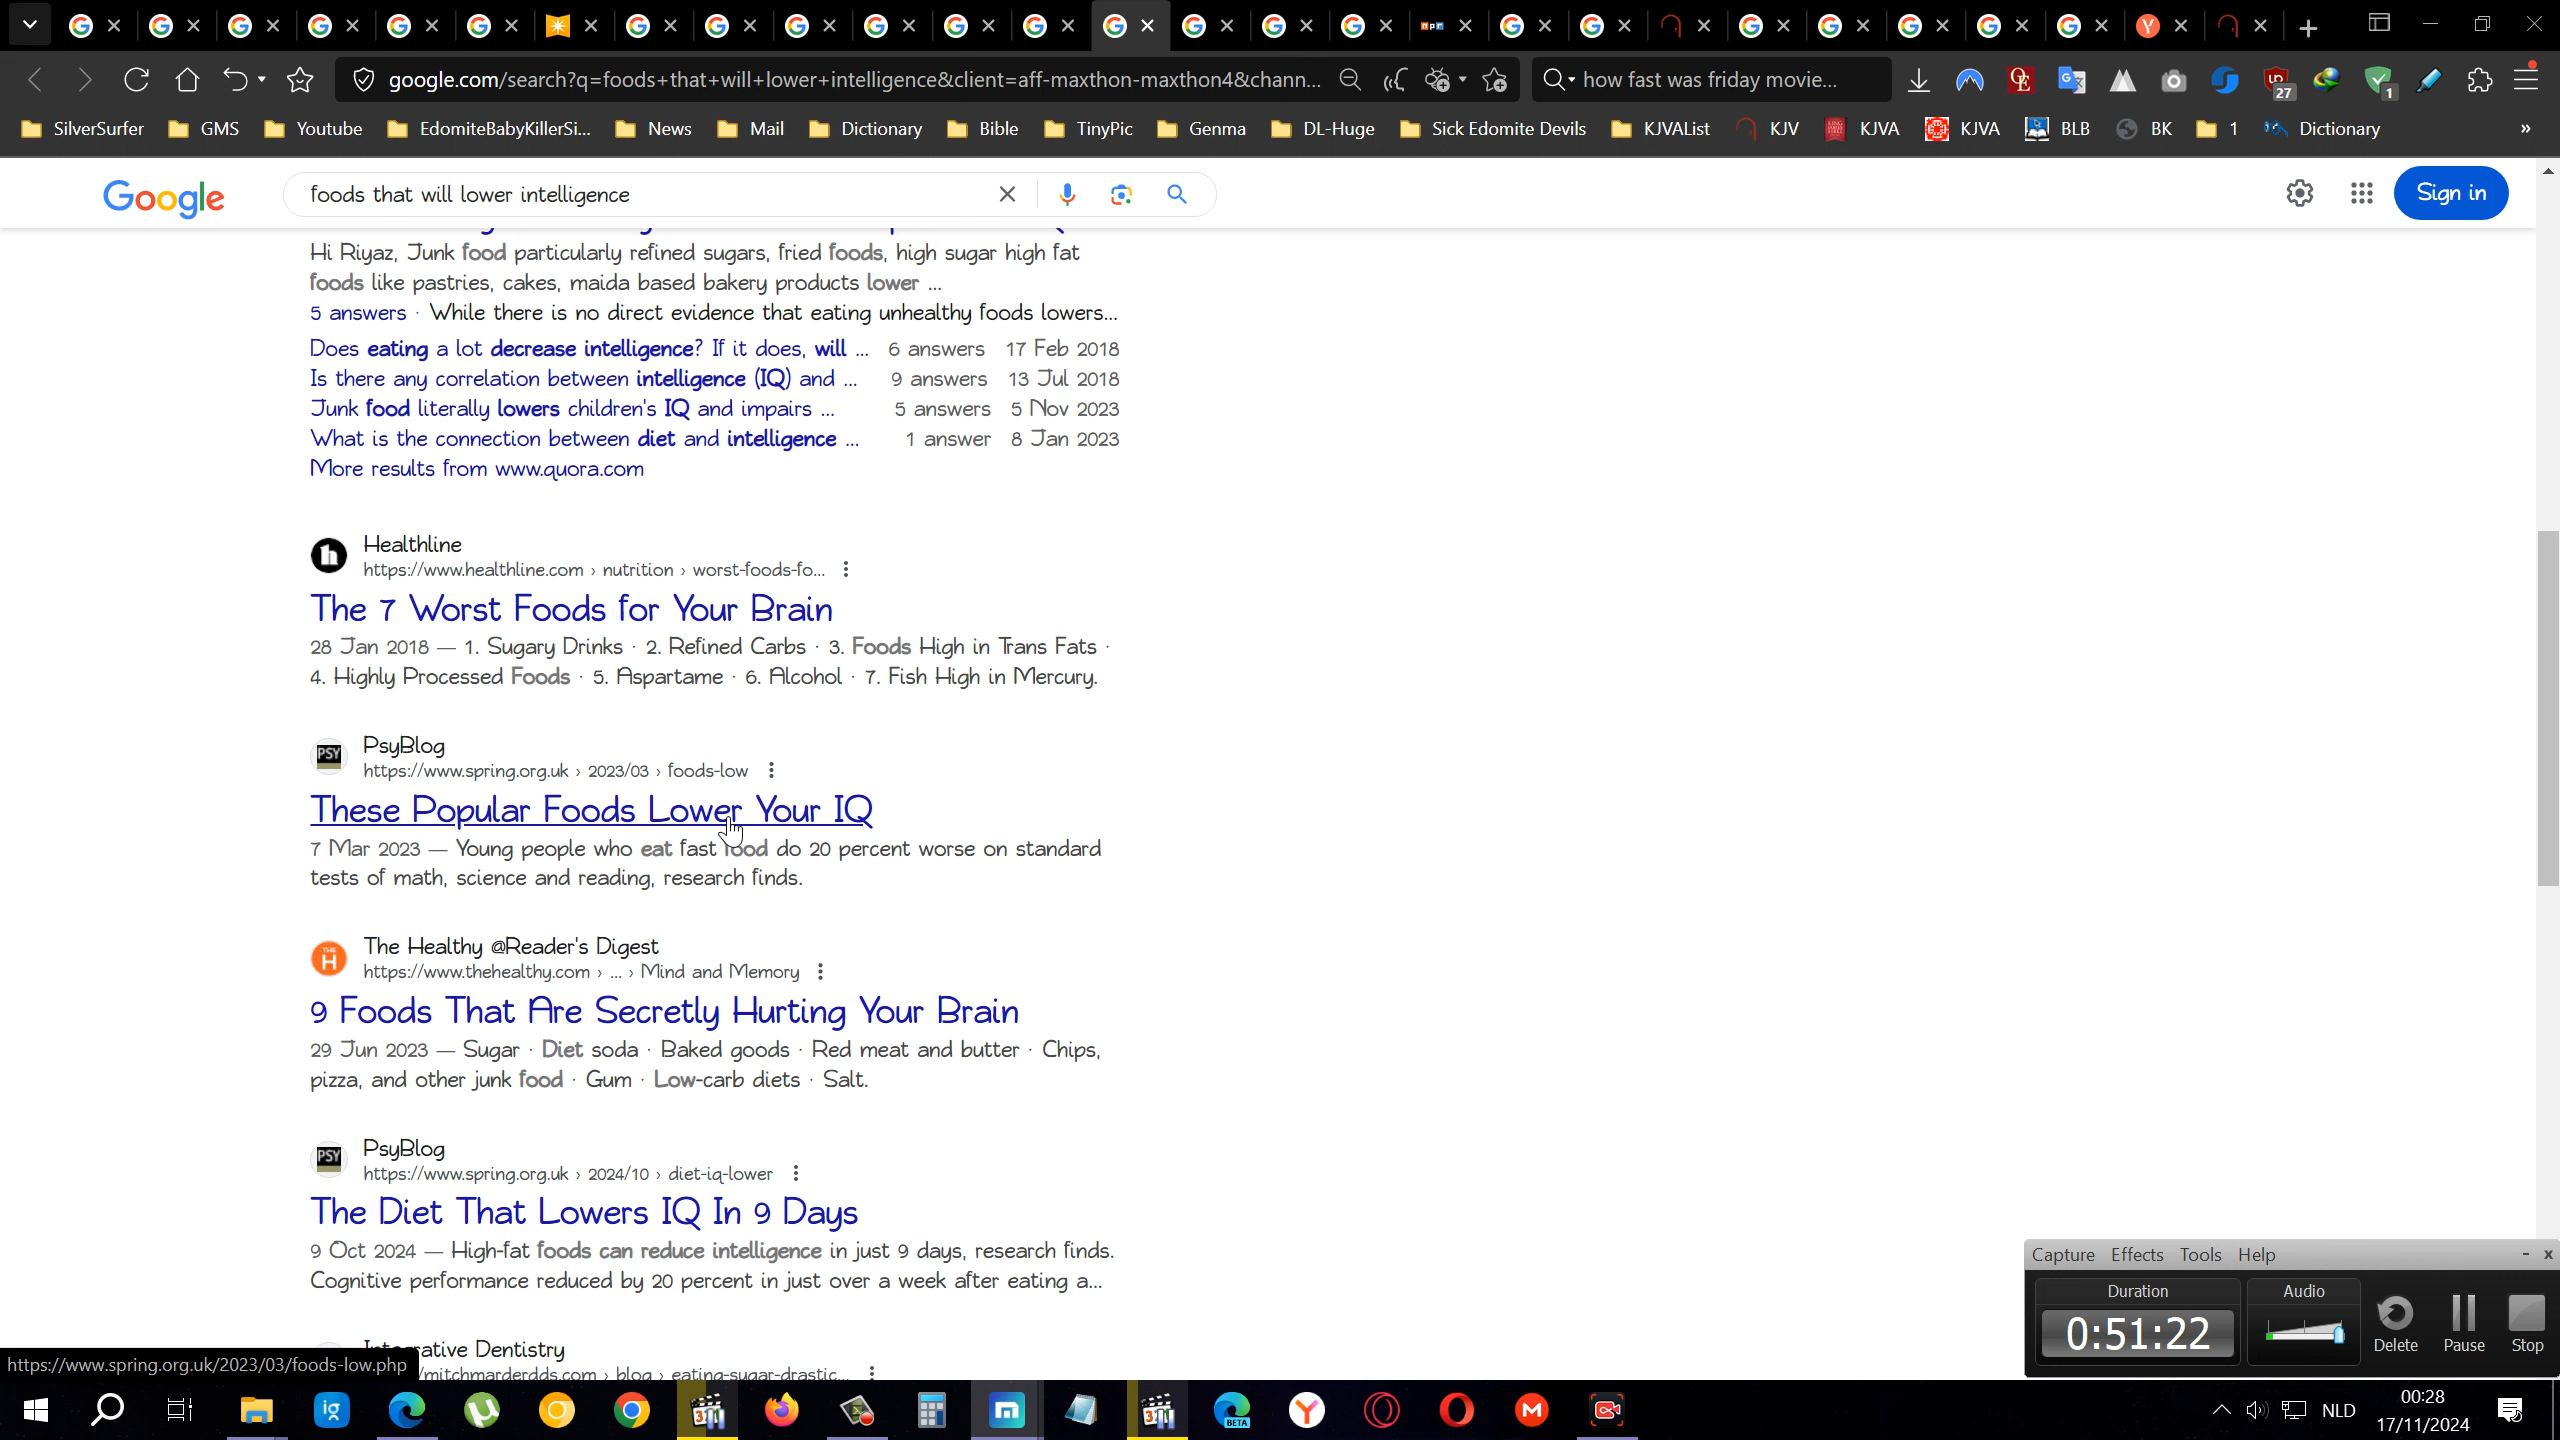 google.com/search?q=foods+that+will+lower+intelligence&client=aff-maxthon-maxthon4&chann...
how fast was friday movie...
27
1
SilverSurfer
GMS
Youtube
EdomiteBabyKillerSi...
News
Mail
Dictionary
Bible
TinyPic
Genma
DL-Huge
Sick Edomite Devils
KJVAList
KJV
KJVA
KJVA
BLB
BK
1
Dictionary
»
Google
foods that will lower intelligence
Sign in
Hi Riyaz, Junk food particularly refined sugars, fried foods, high sugar high fat
foods like pastries, cakes, maida based bakery products lower ...
5 answers · While there is no direct evidence that eating unhealthy foods lowers...
Does eating a lot decrease intelligence? If it does, will ... 6 answers 17 Feb 2018
Is there any correlation between intelligence (IQ) and ... 9 answers 13 Jul 2018
Junk food literally lowers children's IQ and impairs ... 5 answers 5 Nov 2023
What is the connection between diet and intelligence ... 1 answer 8 Jan 2023
More results from www.quora.com
Healthline
https://www.healthline.com › nutrition › worst-foods-fo...
The 7 Worst Foods for Your Brain
28 Jan 2018 — 1. Sugary Drinks · 2. Refined Carbs · 3. Foods High in Trans Fats ·
4. Highly Processed Foods · 5. Aspartame · 6. Alcohol · 7. Fish High in Mercury.
PSY
PsyBlog
https://www.spring.org.uk › 2023/03 › foods-low
These Popular Foods Lower Your IQ
7 Mar 2023 — Young people who eat fast food do 20 percent worse on standard
tests of math, science and reading, research finds.
THE H
The Healthy @Reader's Digest
https://www.thehealthy.com › ... › Mind and Memory
9 Foods That Are Secretly Hurting Your Brain
29 Jun 2023 — Sugar · Diet soda · Baked goods · Red meat and butter · Chips,
pizza, and other junk food · Gum · Low-carb diets · Salt.
PSY
PsyBlog
https://www.spring.org.uk › 2024/10 › diet-iq-lower
The Diet That Lowers IQ In 9 Days
9 Oct 2024 — High-fat foods can reduce intelligence in just 9 days, research finds.
Cognitive performance reduced by 20 percent in just over a week after eating a...
Integrative Dentistry
/mitchmarderdds.com › blog › eating-sugar-drastic...
https://www.spring.org.uk/2023/03/foods-low.php
Capture Effects Tools Help
Duration
Audio
0:51:22
Delete
Pause
Stop
NLD
00:28
17/11/2024